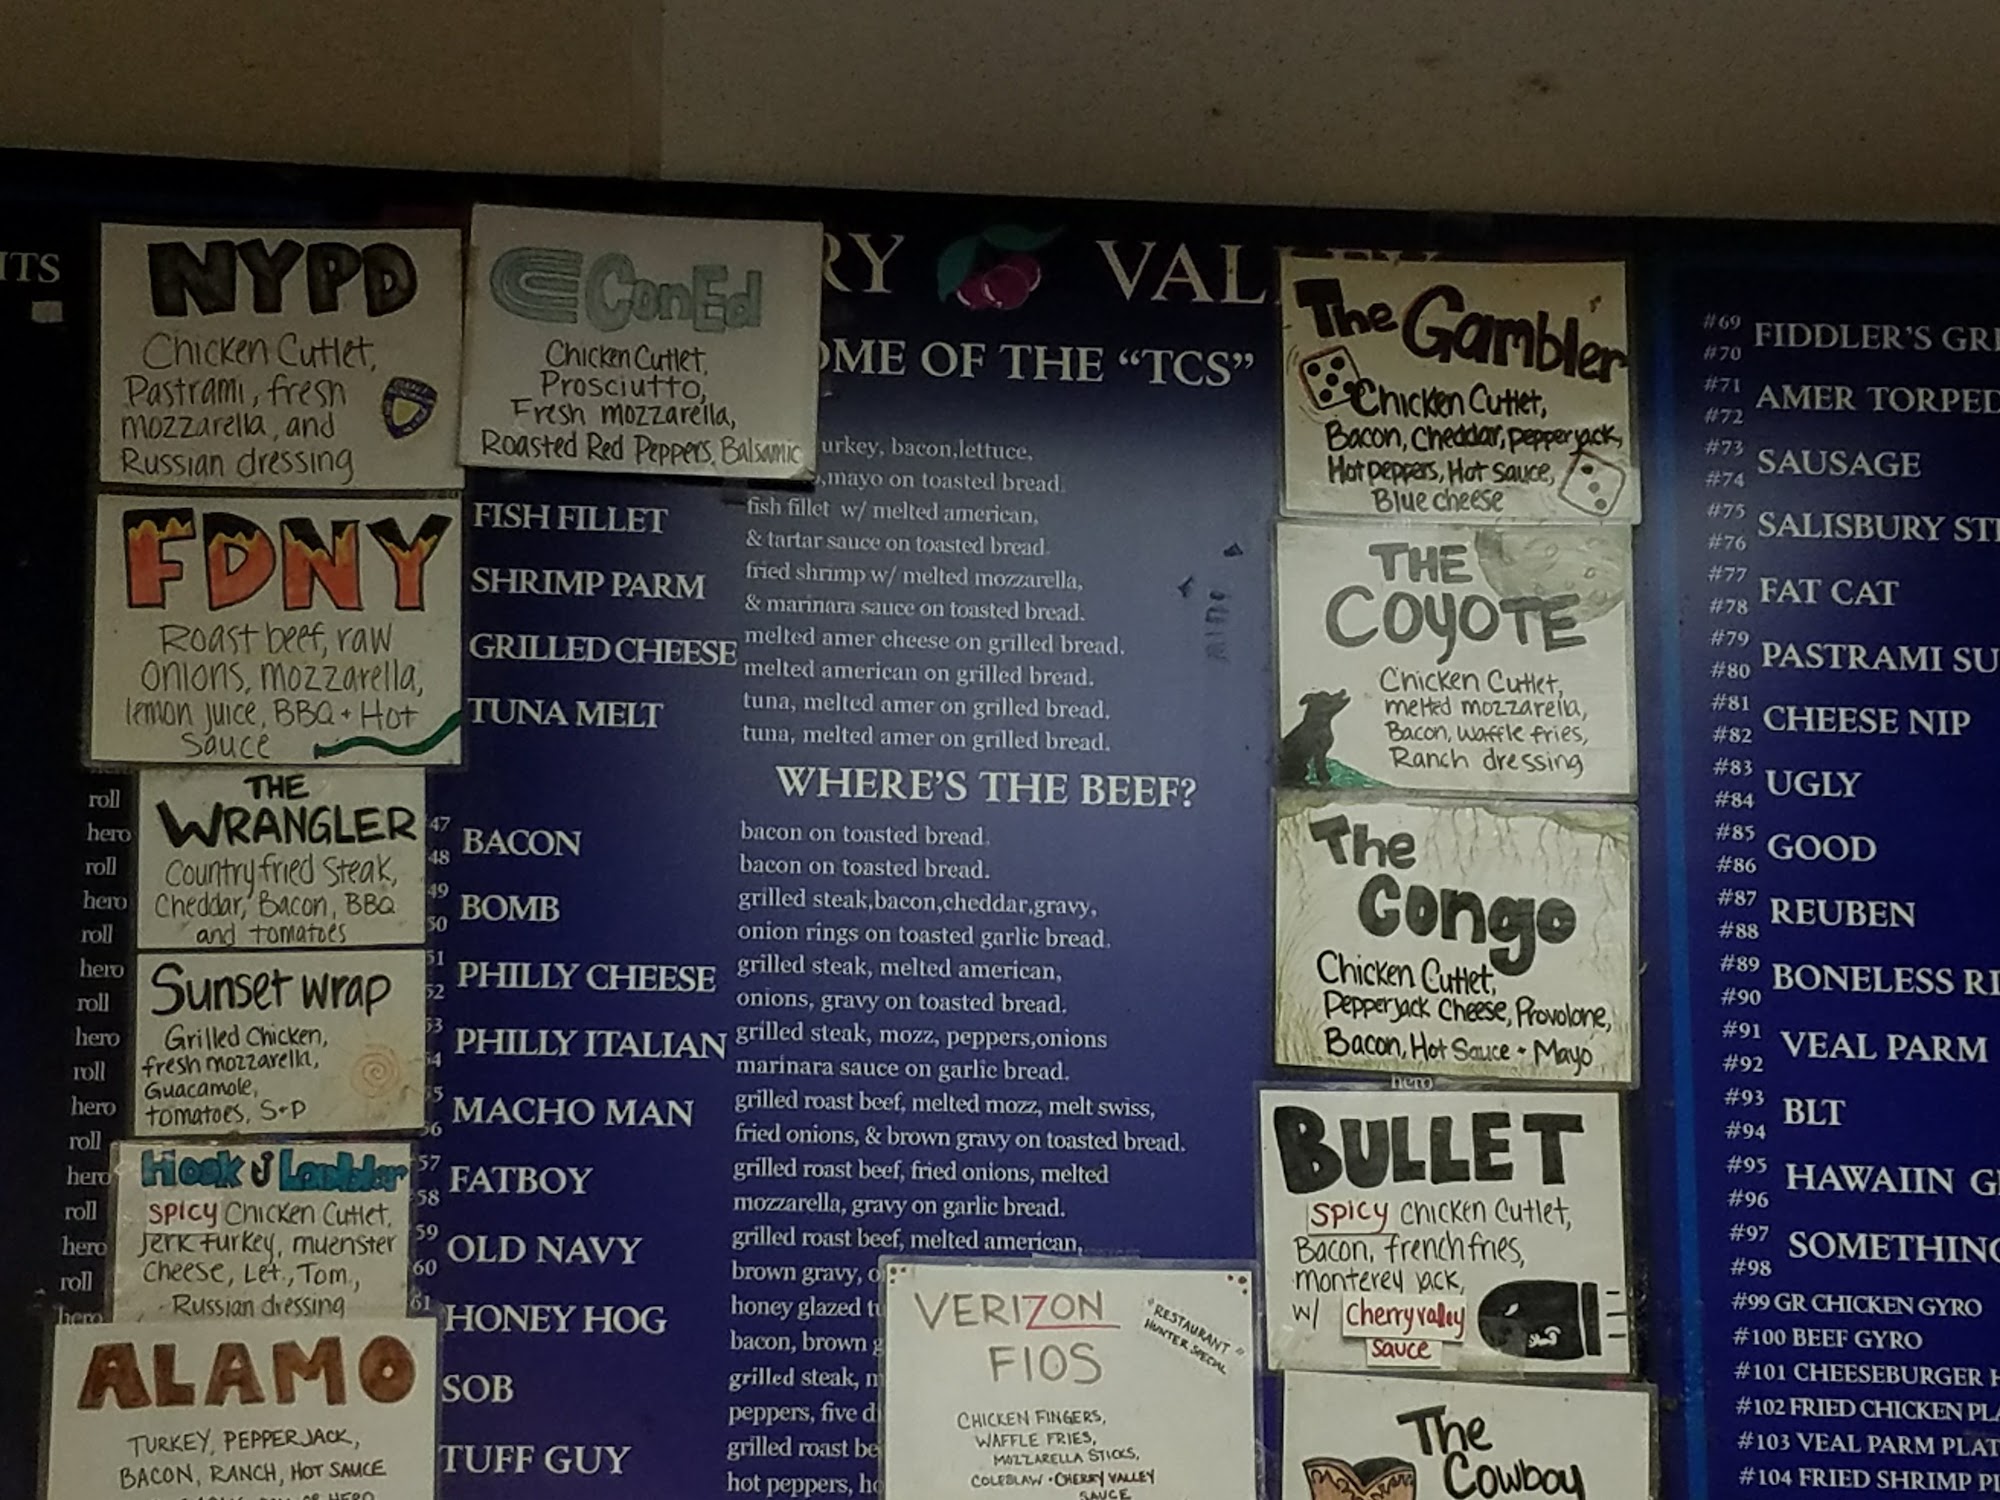 ITS
NYPD
Chicken Cutlet,
Pastrami, fresh
mozzarella, and
Russian dressing
ConEd
Chicken Cutlet,
Prosciutto,
Fresh mozzarella,
Roasted Red Peppers, Balsamic
FDNY
Roast beef, raw
onions, mozzarella,
lemon juice, BBQ + Hot
Sauce
THE
WRANGLER
Country fried Steak,
Cheddar, Bacon, BBQ
and tomatoes
Sunset wrap
Grilled Chicken,
fresh mozzarella,
Guacamole,
tomatoes, S+P
Hook & Ladder
SPICY Chicken Cutlet,
Jerk turkey, muenster
Cheese, Let., Tom.,
Russian dressing
ALAMO
TURKEY, PEPPERJACK,
BACON, RANCH, HOT SAUCE
roll
hero
roll
hero
roll
hero
roll
hero
roll
hero
roll
hero
roll
hero
roll
hero
RY VALLEY
OME OF THE "TCS"
urkey, bacon,lettuce,
,mayo on toasted bread.
FISH FILLET fish fillet w/ melted american,
& tartar sauce on toasted bread.
SHRIMP PARM fried shrimp w/ melted mozzarella,
& marinara sauce on toasted bread.
GRILLED CHEESE melted amer cheese on grilled bread.
melted american on grilled bread.
TUNA MELT tuna, melted amer on grilled bread.
tuna, melted amer on grilled bread.
WHERE'S THE BEEF?
47 BACON bacon on toasted bread.
48 bacon on toasted bread.
49 BOMB grilled steak,bacon,cheddar,gravy,
50 onion rings on toasted garlic bread.
51 PHILLY CHEESE grilled steak, melted american,
52 onions, gravy on toasted bread.
53 PHILLY ITALIAN grilled steak, mozz, peppers,onions
54 marinara sauce on garlic bread.
55 MACHO MAN grilled roast beef, melted mozz, melt swiss,
56 fried onions, & brown gravy on toasted bread.
57 FATBOY grilled roast beef, fried onions, melted
58 mozzarella, gravy on garlic bread.
59 OLD NAVY grilled roast beef, melted american,
60 brown gravy, o
61 HONEY HOG honey glazed t
bacon, brown g
SOB grilled steak, m
peppers, five d
TUFF GUY grilled roast be
hot peppers, ho
VERIZON
FIOS
"RESTAURANT
HUNTER SPECIAL"
CHICKEN FINGERS,
WAFFLE FRIES,
MOZZARELLA STICKS,
COLESLAW + CHERRY VALLEY
SAUCE
The Gambler
Chicken Cutlet,
Bacon, cheddar, pepperjack,
Hot peppers, Hot sauce,
Blue cheese
THE
COYOTE
Chicken Cutlet,
melted mozzarella,
Bacon, waffle fries,
Ranch dressing
The
Congo
Chicken Cutlet,
Pepperjack Cheese, Provolone,
Bacon, Hot Sauce + Mayo
hero
BULLET
SPICY chicken Cutlet,
Bacon, french fries,
monterey jack,
w/ Cherry valley
sauce
The
Cowboy
#69 FIDDLER'S GR
#70
#71 AMER TORPED
#72
#73 SAUSAGE
#74
#75 SALISBURY ST
#76
#77 FAT CAT
#78
#79 PASTRAMI SU
#80
#81 CHEESE NIP
#82
#83 UGLY
#84
#85 GOOD
#86
#87 REUBEN
#88
#89 BONELESS RI
#90
#91 VEAL PARM
#92
#93 BLT
#94
#95 HAWAIIN G
#96
#97 SOMETHING
#98
#99 GR CHICKEN GYRO
#100 BEEF GYRO
#101 CHEESEBURGER H
#102 FRIED CHICKEN PLA
#103 VEAL PARM PLAT
#104 FRIED SHRIMP PL